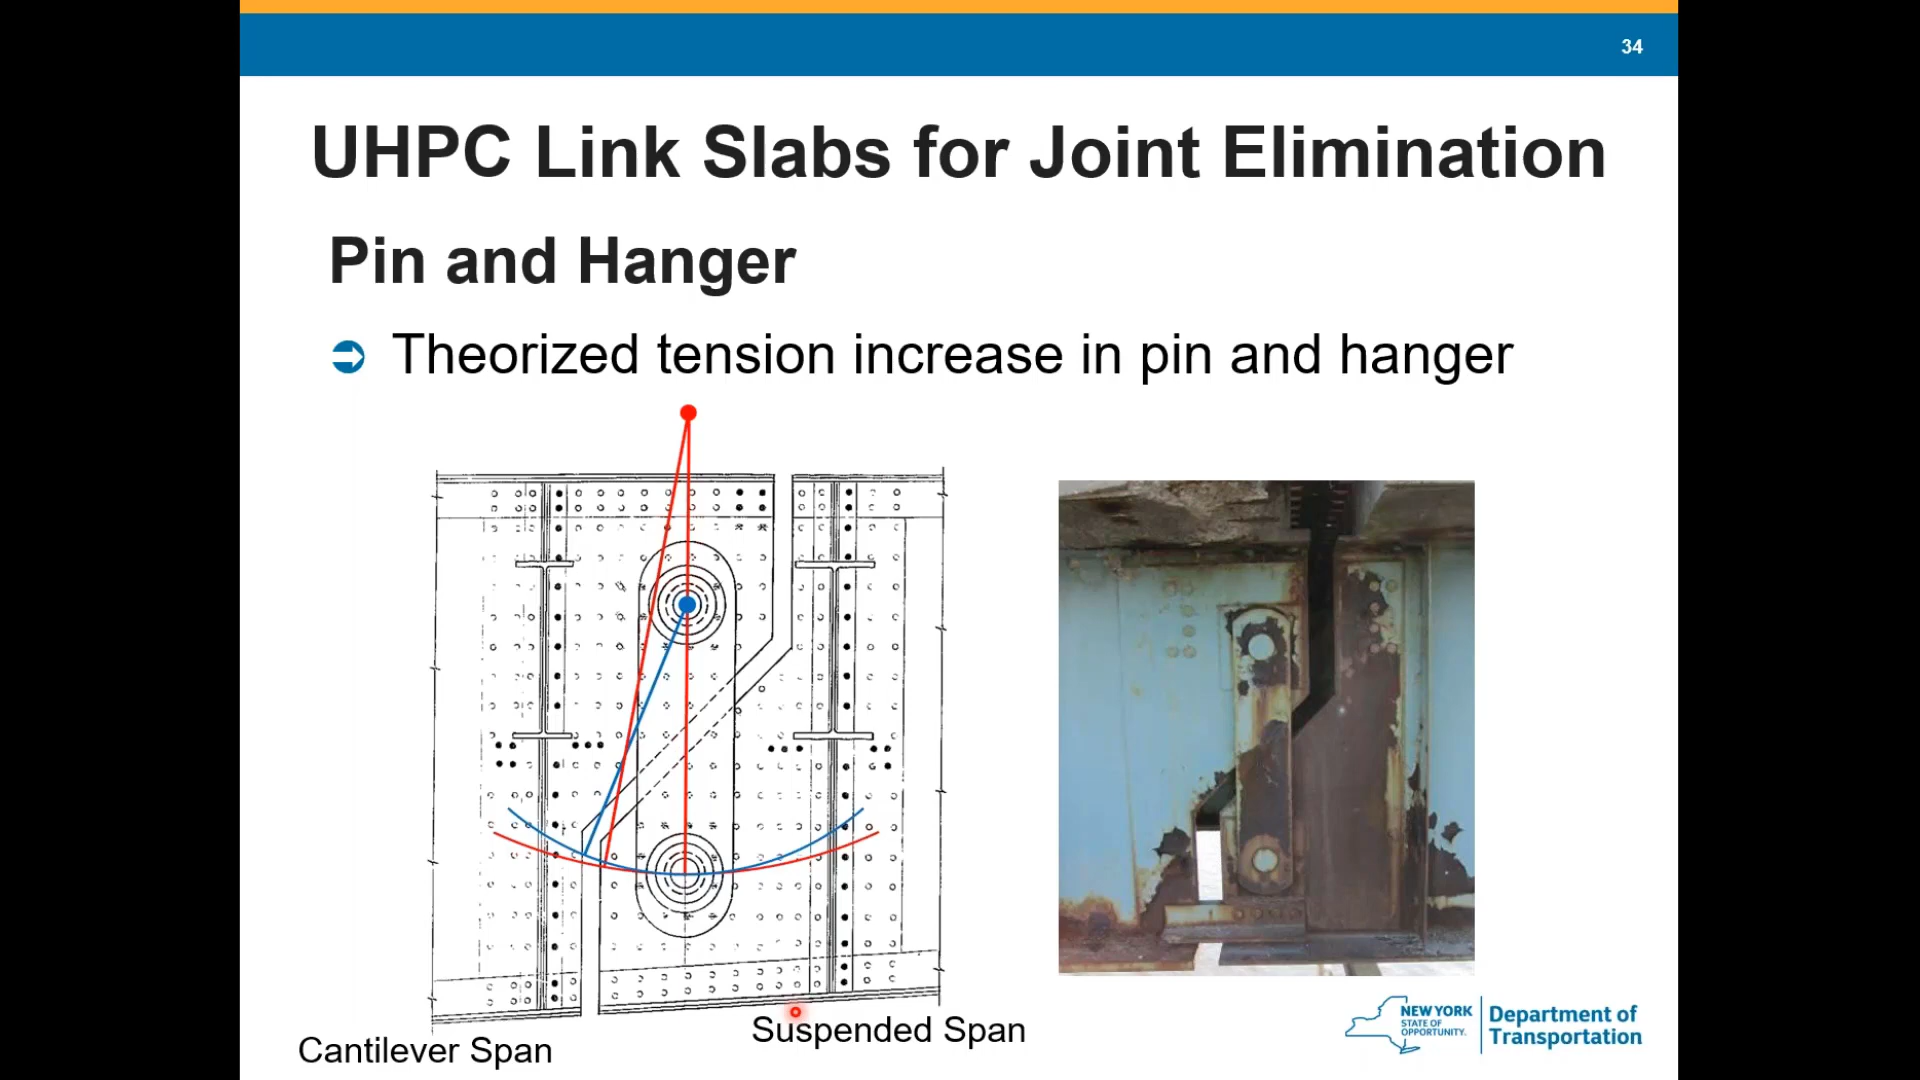 34
UHPC Link Slabs for Joint Elimination
Pin and Hanger
Theorized tension increase in pin and hanger
Suspended Span
Cantilever Span
NEW YORK
STATE OF
OPPORTUNITY.
Department of
Transportation